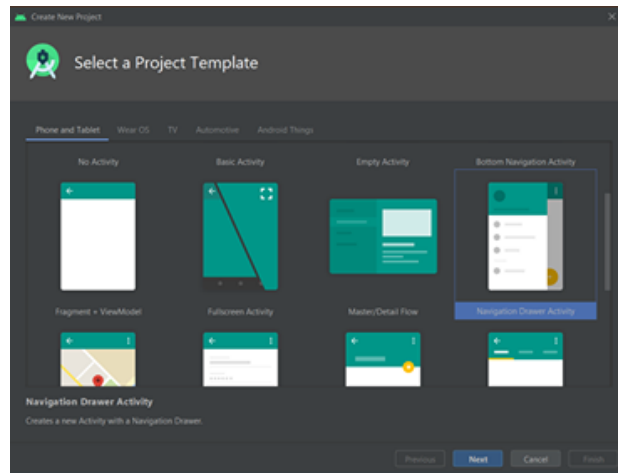 Create New Project
Select a Project Template
Phone and Tablet Wear OS TV Automotive Android Things
No Activity Basic Activity Empty Activity Bottom Navigation Activity
Fragment + ViewModel Fullscreen Activity Master/Detail Flow Navigation Drawer Activity
Navigation Drawer Activity
Creates a new Activity with a Navigation Drawer.
Previous Next Cancel Finish